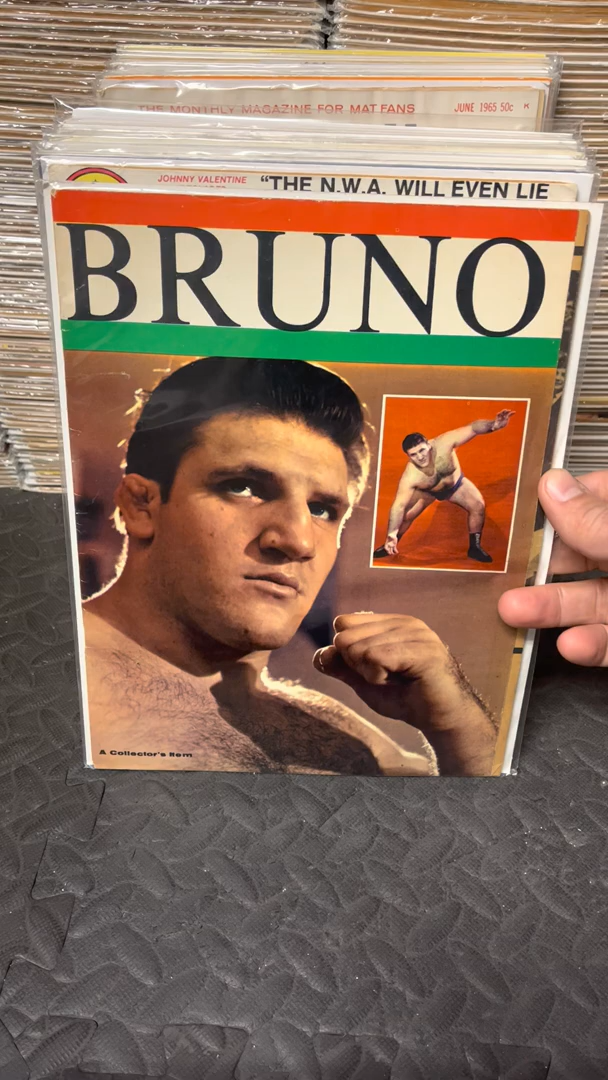 THE MONTHLY MAGAZINE FOR MAT FANS JUNE 1965 50c K
JOHNNY VALENTINE
"THE N.W.A. WILL EVEN LIE
BRUNO
A Collector's Item